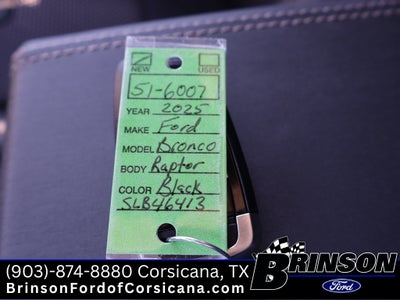 NEW USED
51-6007
YEAR 2025
MAKE Ford
MODEL Bronco
BODY Raptor
COLOR Black
SLB46413
(903)-874-8880 Corsicana, TX
BrinsonFordofCorsicana.com
BRINSON
Ford